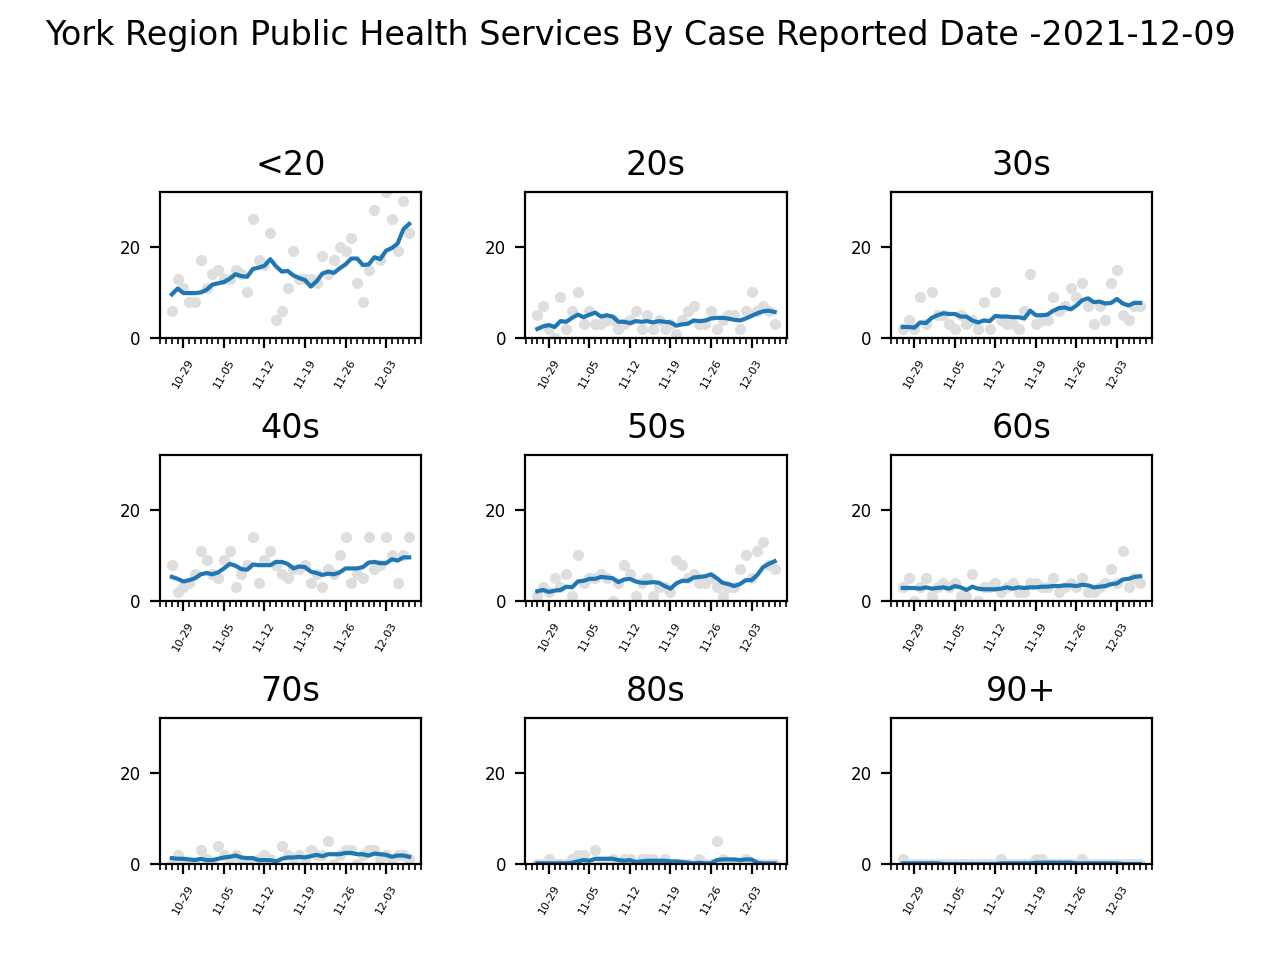 York Region Public Health Services By Case Reported Date -2021-12-09
<20 20s 30s
20 20 20
0 0 0
10-29 11-05 11-12 11-19 11-26 12-03 10-29 11-05 11-12 11-19 11-26 12-03 10-29 11-05 11-12 11-19 11-26 12-03
40s 50s 60s
20 20 20
0 0 0
10-29 11-05 11-12 11-19 11-26 12-03 10-29 11-05 11-12 11-19 11-26 12-03 10-29 11-05 11-12 11-19 11-26 12-03
70s 80s 90+
20 20 20
0 0 0
10-29 11-05 11-12 11-19 11-26 12-03 10-29 11-05 11-12 11-19 11-26 12-03 10-29 11-05 11-12 11-19 11-26 12-03